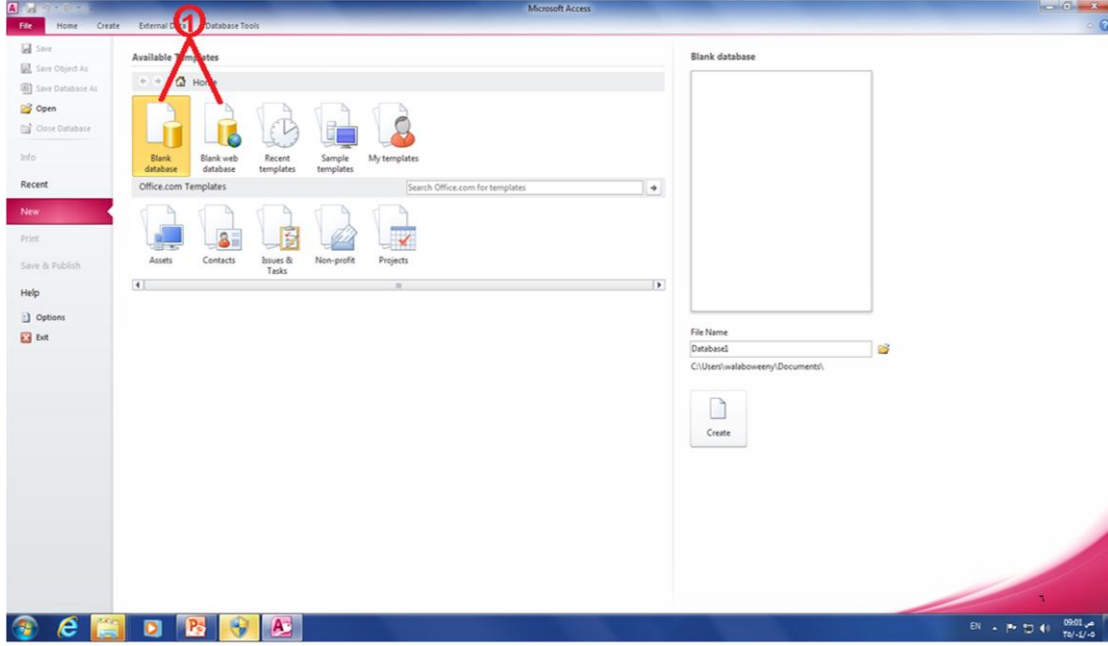 Microsoft Access
File Home Create External Data Database Tools
1
Save
Save Object As
Save Database As
Open
Close Database
Info
Recent
New
Print
Save & Publish
Help
Options
Exit
Available Templates
Home
Blank database
Blank web database
Recent templates
Sample templates
My templates
Office.com Templates
Search Office.com for templates
Assets
Contacts
Issues & Tasks
Non-profit
Projects
Blank database
File Name
Database1
C:\Users\walaboweeny\Documents\
Create
٦
EN
09:01 ص